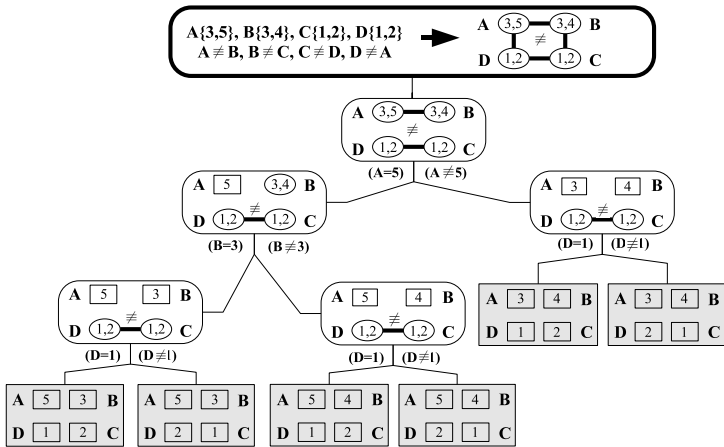 A{3,5}, B{3,4}, C{1,2}, D{1,2}
A≠B, B≠C, C≠D, D≠A
A 3,5 3,4 B
≠
D 1,2 1,2 C
A 3,5 3,4 B
≠
D 1,2 1,2 C
(A=5) (A≠5)
A 5 3,4 B
≠
D 1,2 1,2 C
(B=3) (B≠3)
A 3 4 B
≠
D 1,2 1,2 C
(D=1) (D≠1)
A 5 3 B
≠
D 1,2 1,2 C
(D=1) (D≠1)
A 5 4 B
≠
D 1,2 1,2 C
(D=1) (D≠1)
A 3 4 B
D 1 2 C
A 3 4 B
D 2 1 C
A 5 3 B
D 1 2 C
A 5 3 B
D 2 1 C
A 5 4 B
D 1 2 C
A 5 4 B
D 2 1 C